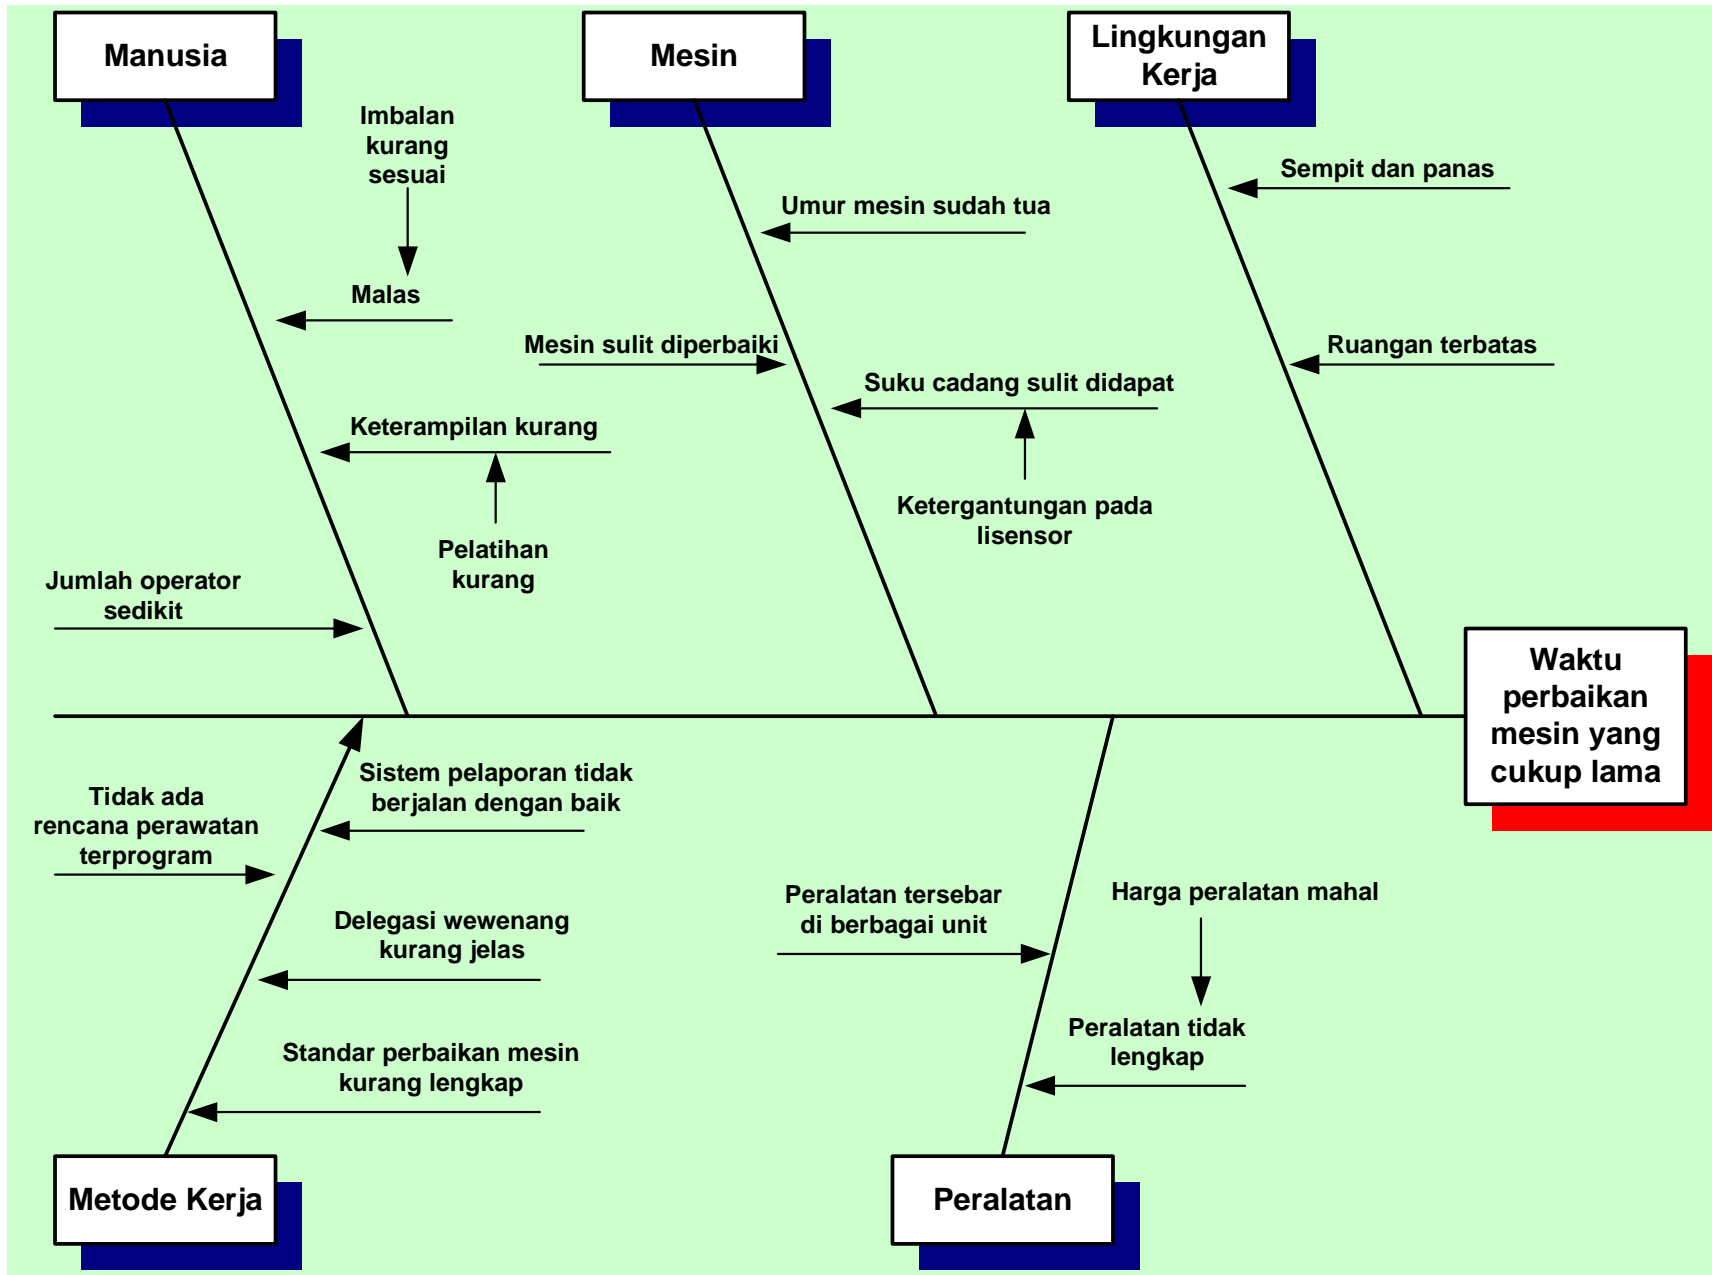 Manusia
Mesin
Lingkungan
Kerja
Imbalan
kurang
sesuai
Malas
Keterampilan kurang
Pelatihan
kurang
Jumlah operator
sedikit
Umur mesin sudah tua
Mesin sulit diperbaiki
Suku cadang sulit didapat
Ketergantungan pada
lisensor
Sempit dan panas
Ruangan terbatas
Waktu
perbaikan
mesin yang
cukup lama
Sistem pelaporan tidak
berjalan dengan baik
Tidak ada
rencana perawatan
terprogram
Delegasi wewenang
kurang jelas
Standar perbaikan mesin
kurang lengkap
Peralatan tersebar
di berbagai unit
Harga peralatan mahal
Peralatan tidak
lengkap
Metode Kerja
Peralatan